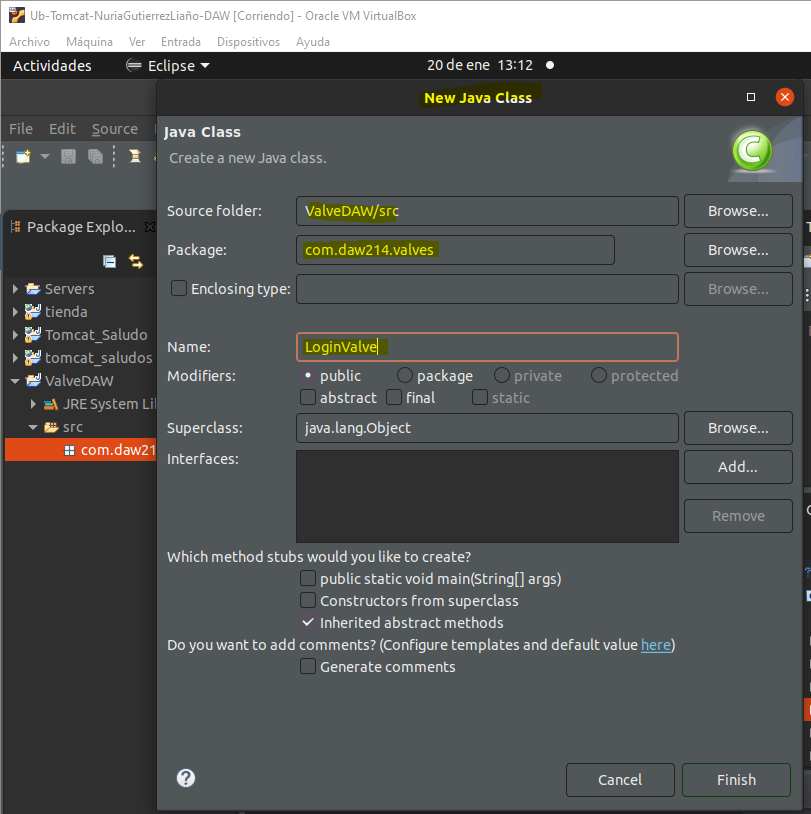 Ub-Tomcat-NuriaGutierrezLiaño-DAW [Corriendo] - Oracle VM VirtualBox
Archivo Máquina Ver Entrada Dispositivos Ayuda
Actividades Eclipse 20 de ene 13:12
New Java Class
File Edit Source
Java Class
Create a new Java class.
Package Explo...
Servers
tienda
Tomcat_Saludo
tomcat_saludos
ValveDAW
JRE System Li
src
com.daw21
Source folder: ValveDAW/src Browse...
Package: com.daw214.valves Browse...
Enclosing type: Browse...
Name: LoginValve
Modifiers: public package private protected
abstract final static
Superclass: java.lang.Object Browse...
Interfaces: Add...
Remove
Which method stubs would you like to create?
public static void main(String[] args)
Constructors from superclass
Inherited abstract methods
Do you want to add comments? (Configure templates and default value here)
Generate comments
? Cancel Finish